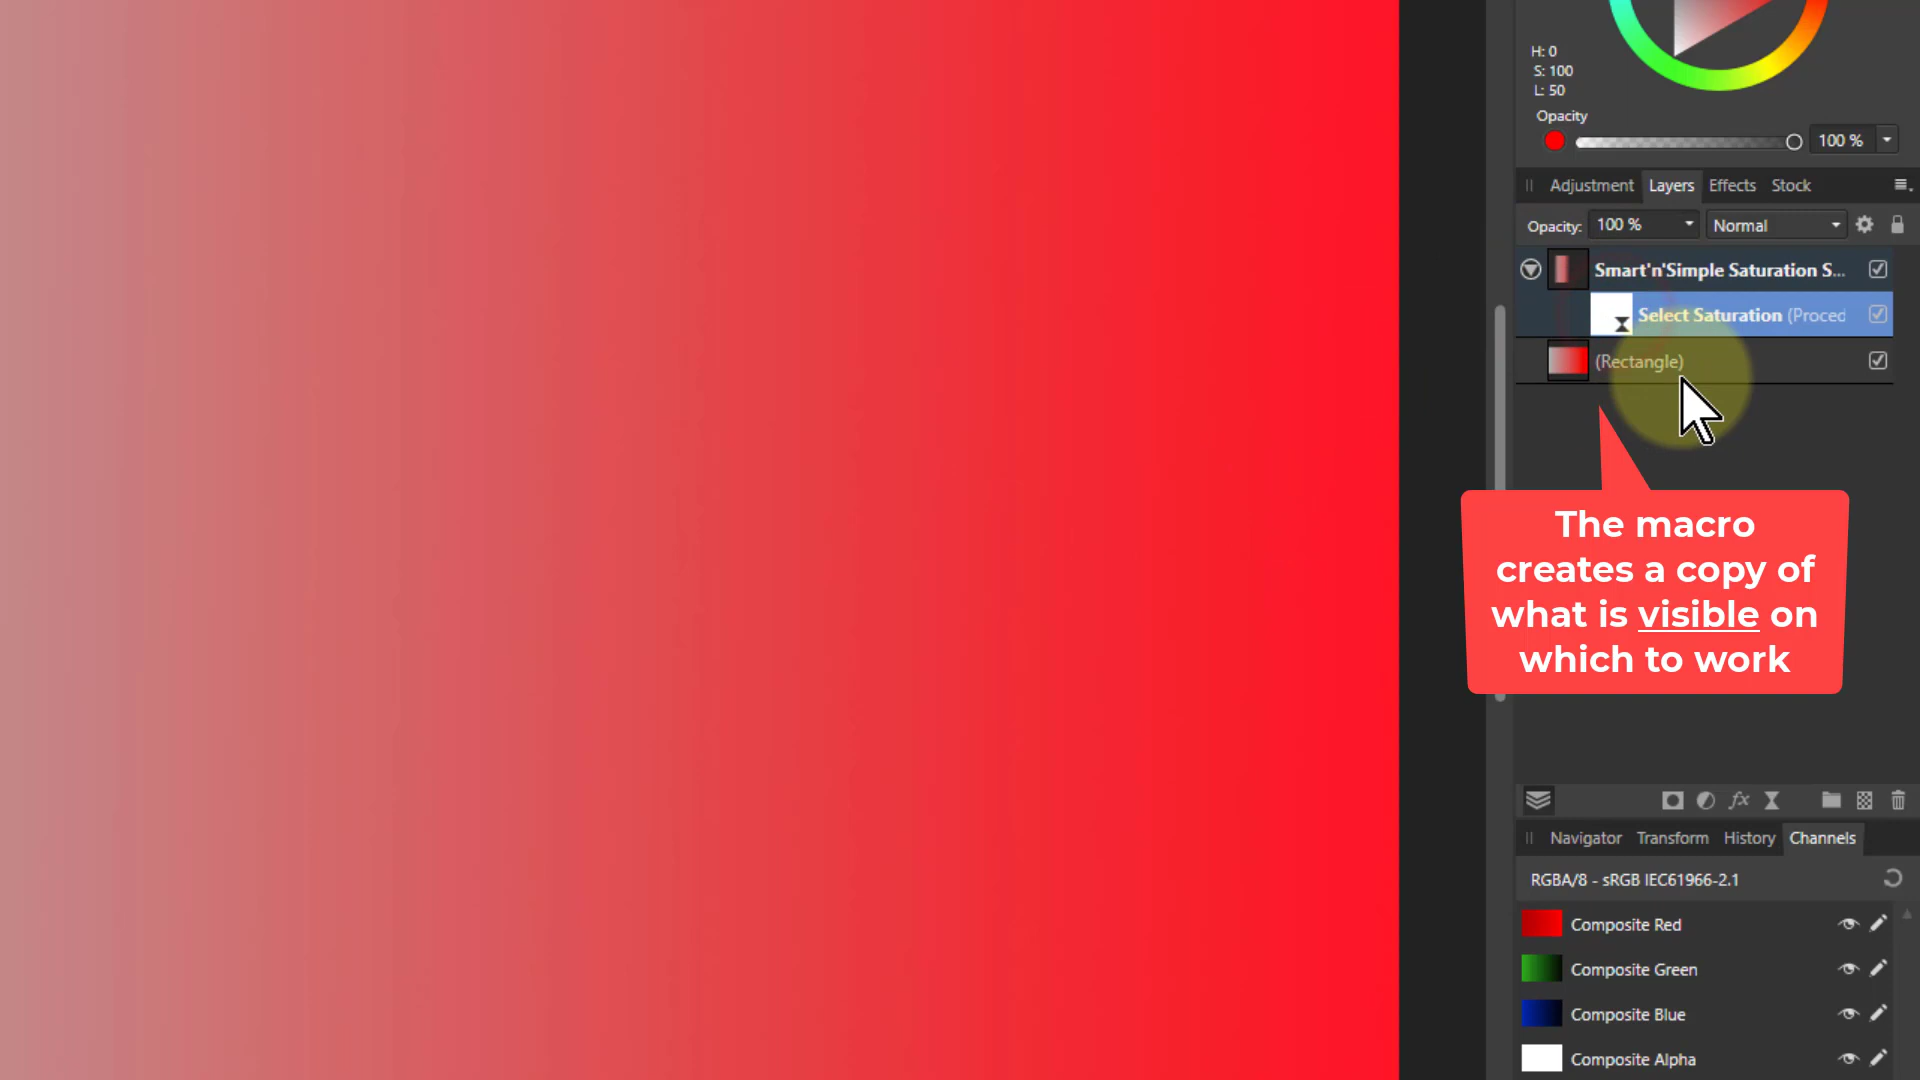 H: 0
S: 100
L: 50
Opacity
100 %
Adjustment Layers Effects Stock
Opacity: 100 % Normal
Smart'n'Simple Saturation S...
Select Saturation (Proced
(Rectangle)
The macro
creates a copy of
what is visible on
which to work
fx
Navigator Transform History Channels
RGBA/8 - sRGB IEC61966-2.1
Composite Red
Composite Green
Composite Blue
Composite Alpha